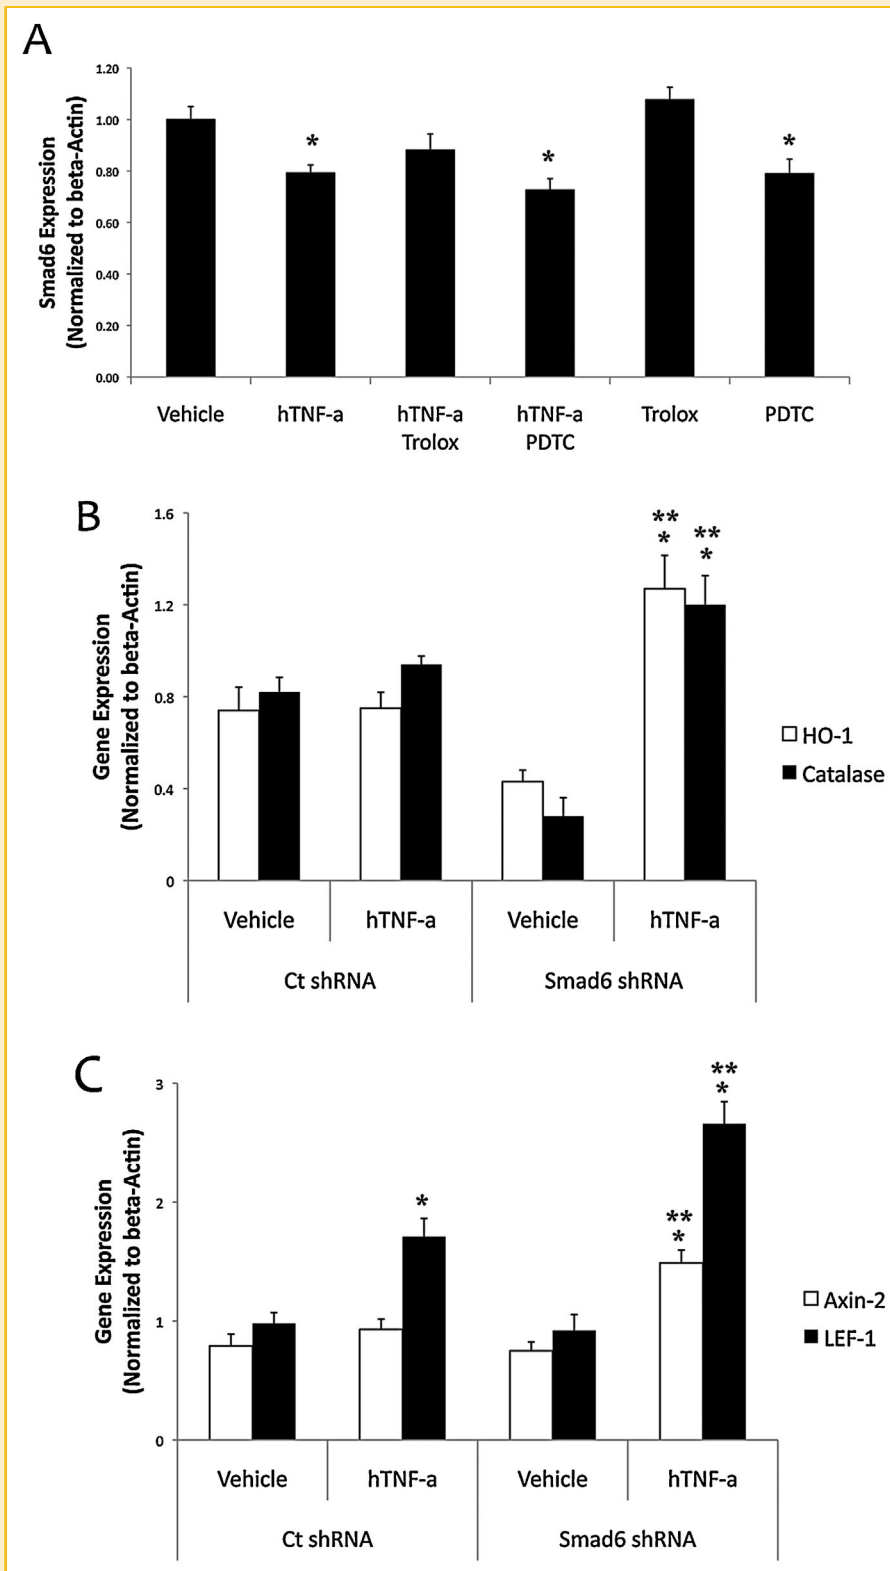 A
Smad6 Expression
(Normalized to beta-Actin)
1.20
1.00
0.80
0.60
0.40
0.20
0.00
*
*
*
Vehicle hTNF-a hTNF-a hTNF-a Trolox PDTC
Trolox PDTC
B
Gene Expression
(Normalized to beta-Actin)
1.6
1.2
0.8
0.4
0
** **
* *
HO-1
Catalase
Vehicle hTNF-a Vehicle hTNF-a
Ct shRNA Smad6 shRNA
C
Gene Expression
(Normalized to beta-Actin)
3
2
1
0
*
**
*
**
*
Axin-2
LEF-1
Vehicle hTNF-a Vehicle hTNF-a
Ct shRNA Smad6 shRNA